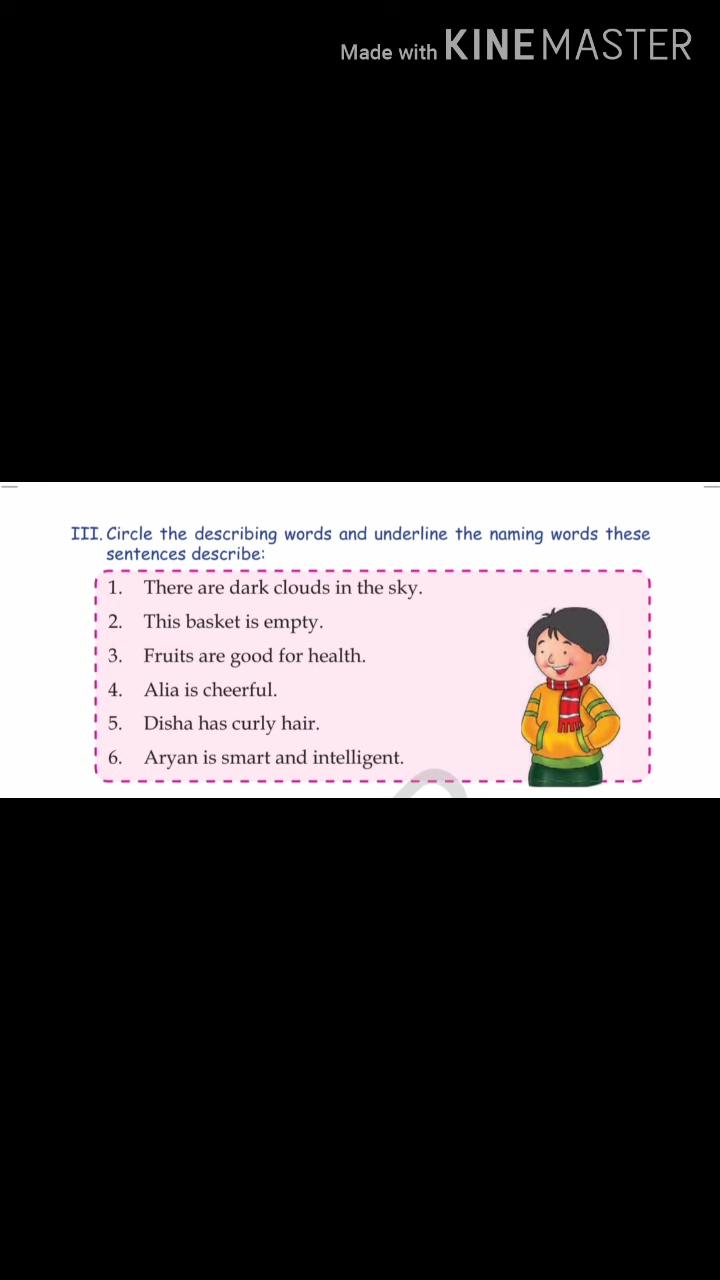 Made with KINEMASTER
III. Circle the describing words and underline the naming words these
sentences describe:
1. There are dark clouds in the sky.
2. This basket is empty.
3. Fruits are good for health.
4. Alia is cheerful.
5. Disha has curly hair.
6. Aryan is smart and intelligent.